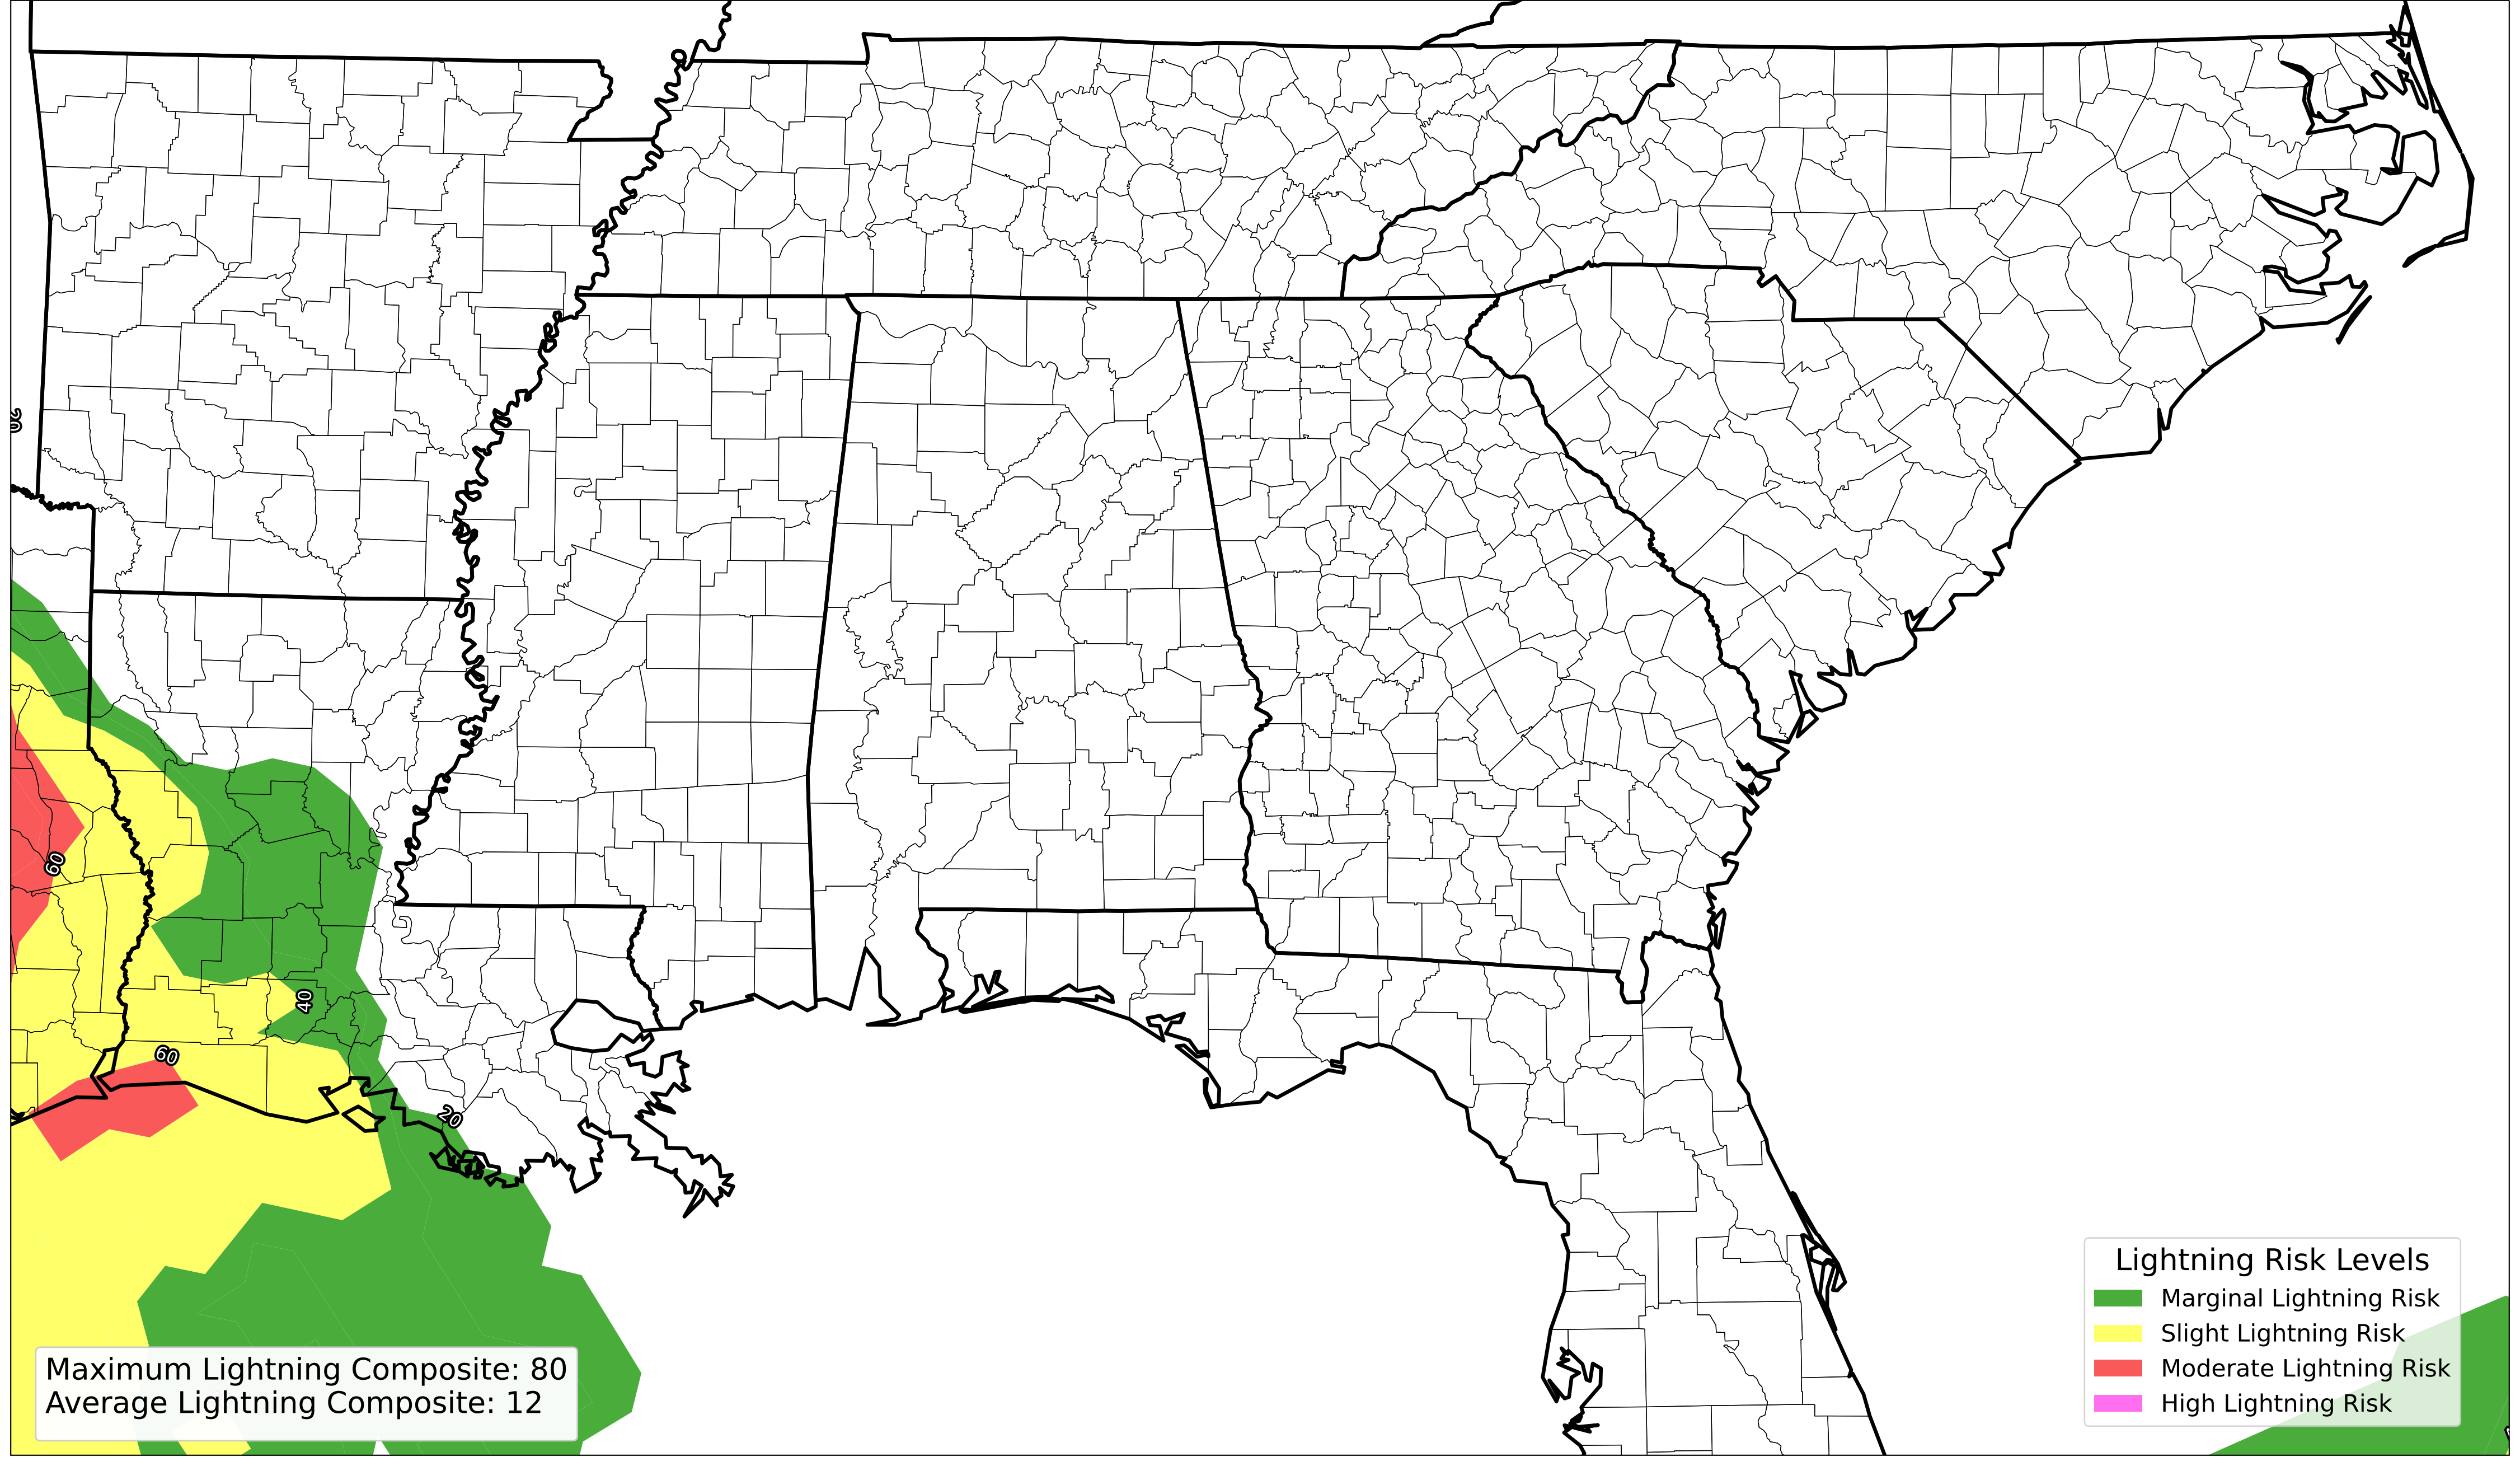 20
60
40
60
20
Maximum Lightning Composite: 80
Average Lightning Composite: 12
Lightning Risk Levels
Marginal Lightning Risk
Slight Lightning Risk
Moderate Lightning Risk
High Lightning Risk